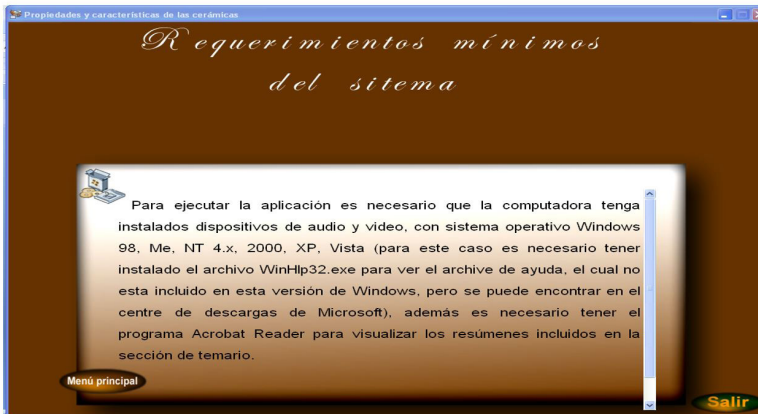 Propiedades y características de las cerámicas
Requerimientos mínimos
del sitema
Para ejecutar la aplicación es necesario que la computadora tenga
instalados dispositivos de audio y video, con sistema operativo Windows
98, Me, NT 4.x, 2000, XP, Vista (para este caso es necesario tener
instalado el archivo WinHlp32.exe para ver el archive de ayuda, el cual no
esta incluido en esta versión de Windows, pero se puede encontrar en el
centre de descargas de Microsoft), además es necesario tener el
programa Acrobat Reader para visualizar los resúmenes incluidos en la
sección de temario.
Menú principal
Salir